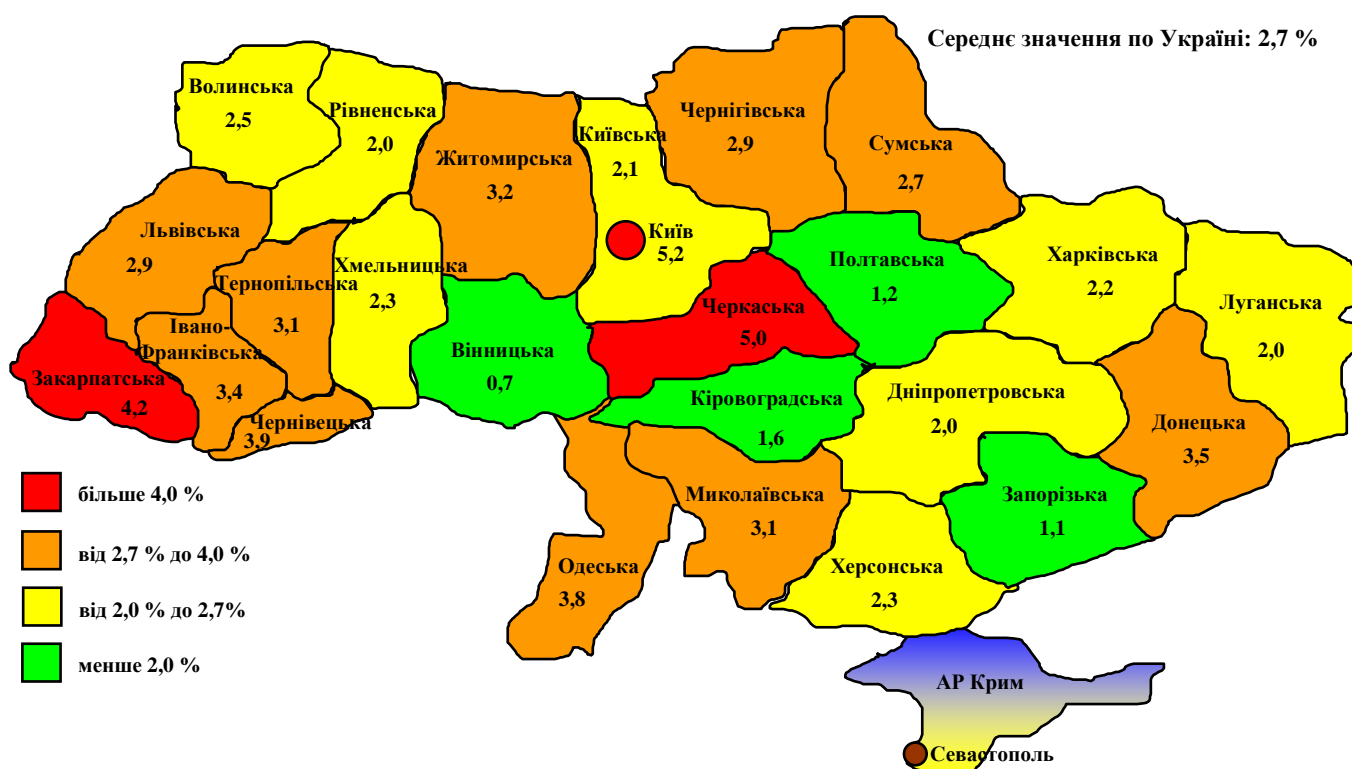 Середнє значення по Україні: 2,7 %
Волинська
2,5
Рівненська
2,0
Житомирська
3,2
Київська
2,1
Чернігівська
2,9
Сумська
2,7
Львівська
2,9
Тернопільська
3,1
Хмельницька
2,3
Київ
5,2
Полтавська
1,2
Харківська
2,2
Луганська
2,0
Черкаська
5,0
Івано-
Франківська
3,4
Закарпатська
4,2
Чернівецька
3,9
Вінницька
0,7
Кіровоградська
1,6
Дніпропетровська
2,0
Донецька
3,5
Запорізька
1,1
Миколаївська
3,1
Одеська
3,8
Херсонська
2,3
АР Крим
Севастополь
більше 4,0 %
від 2,7 % до 4,0 %
від 2,0 % до 2,7%
менше 2,0 %